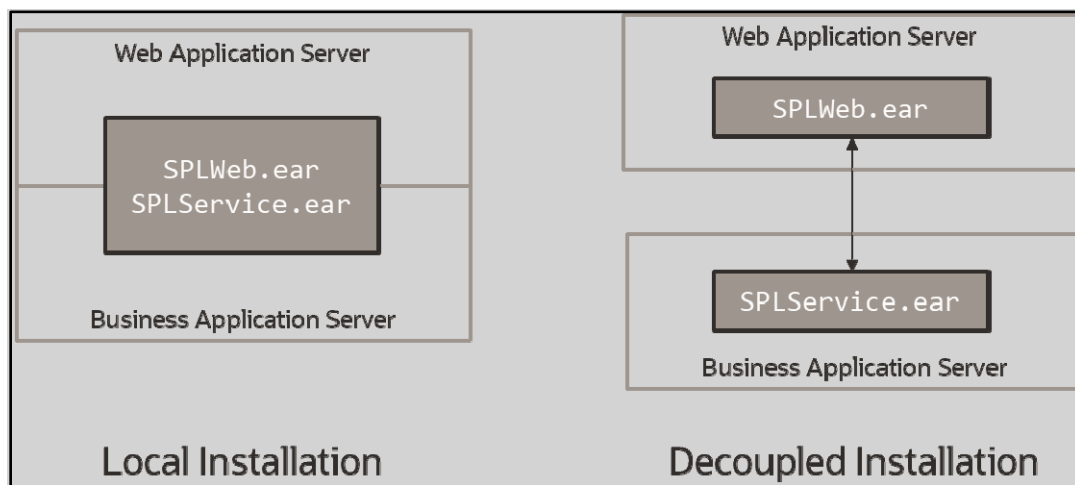 Web Application Server
SPLWeb.ear
SPLService.ear
Business Application Server
Local Installation
Web Application Server
SPLWeb.ear
SPLService.ear
Business Application Server
Decoupled Installation